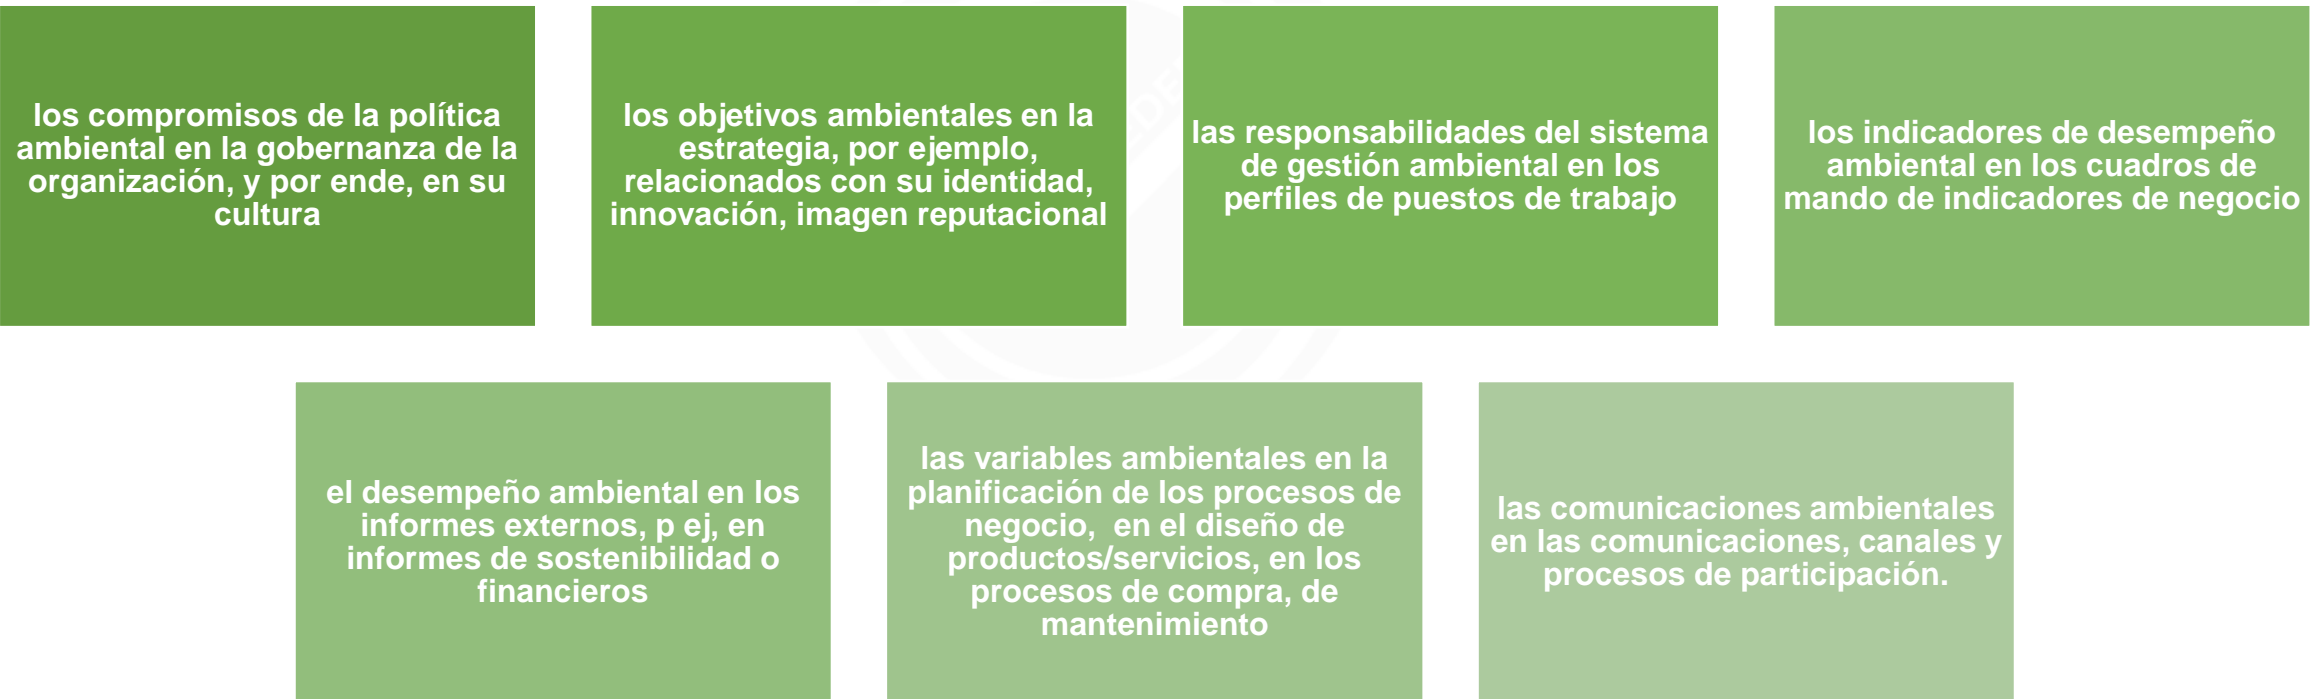 los compromisos de la política
ambiental en la gobernanza de la
organización, y por ende, en su
cultura
los objetivos ambientales en la
estrategia, por ejemplo,
relacionados con su identidad,
innovación, imagen reputacional
las responsabilidades del sistema
de gestión ambiental en los
perfiles de puestos de trabajo
los indicadores de desempeño
ambiental en los cuadros de
mando de indicadores de negocio
el desempeño ambiental en los
informes externos, p ej, en
informes de sostenibilidad o
financieros
las variables ambientales en la
planificación de los procesos de
negocio,  en el diseño de
productos/servicios, en los
procesos de compra, de
mantenimiento
las comunicaciones ambientales
en las comunicaciones, canales y
procesos de participación.